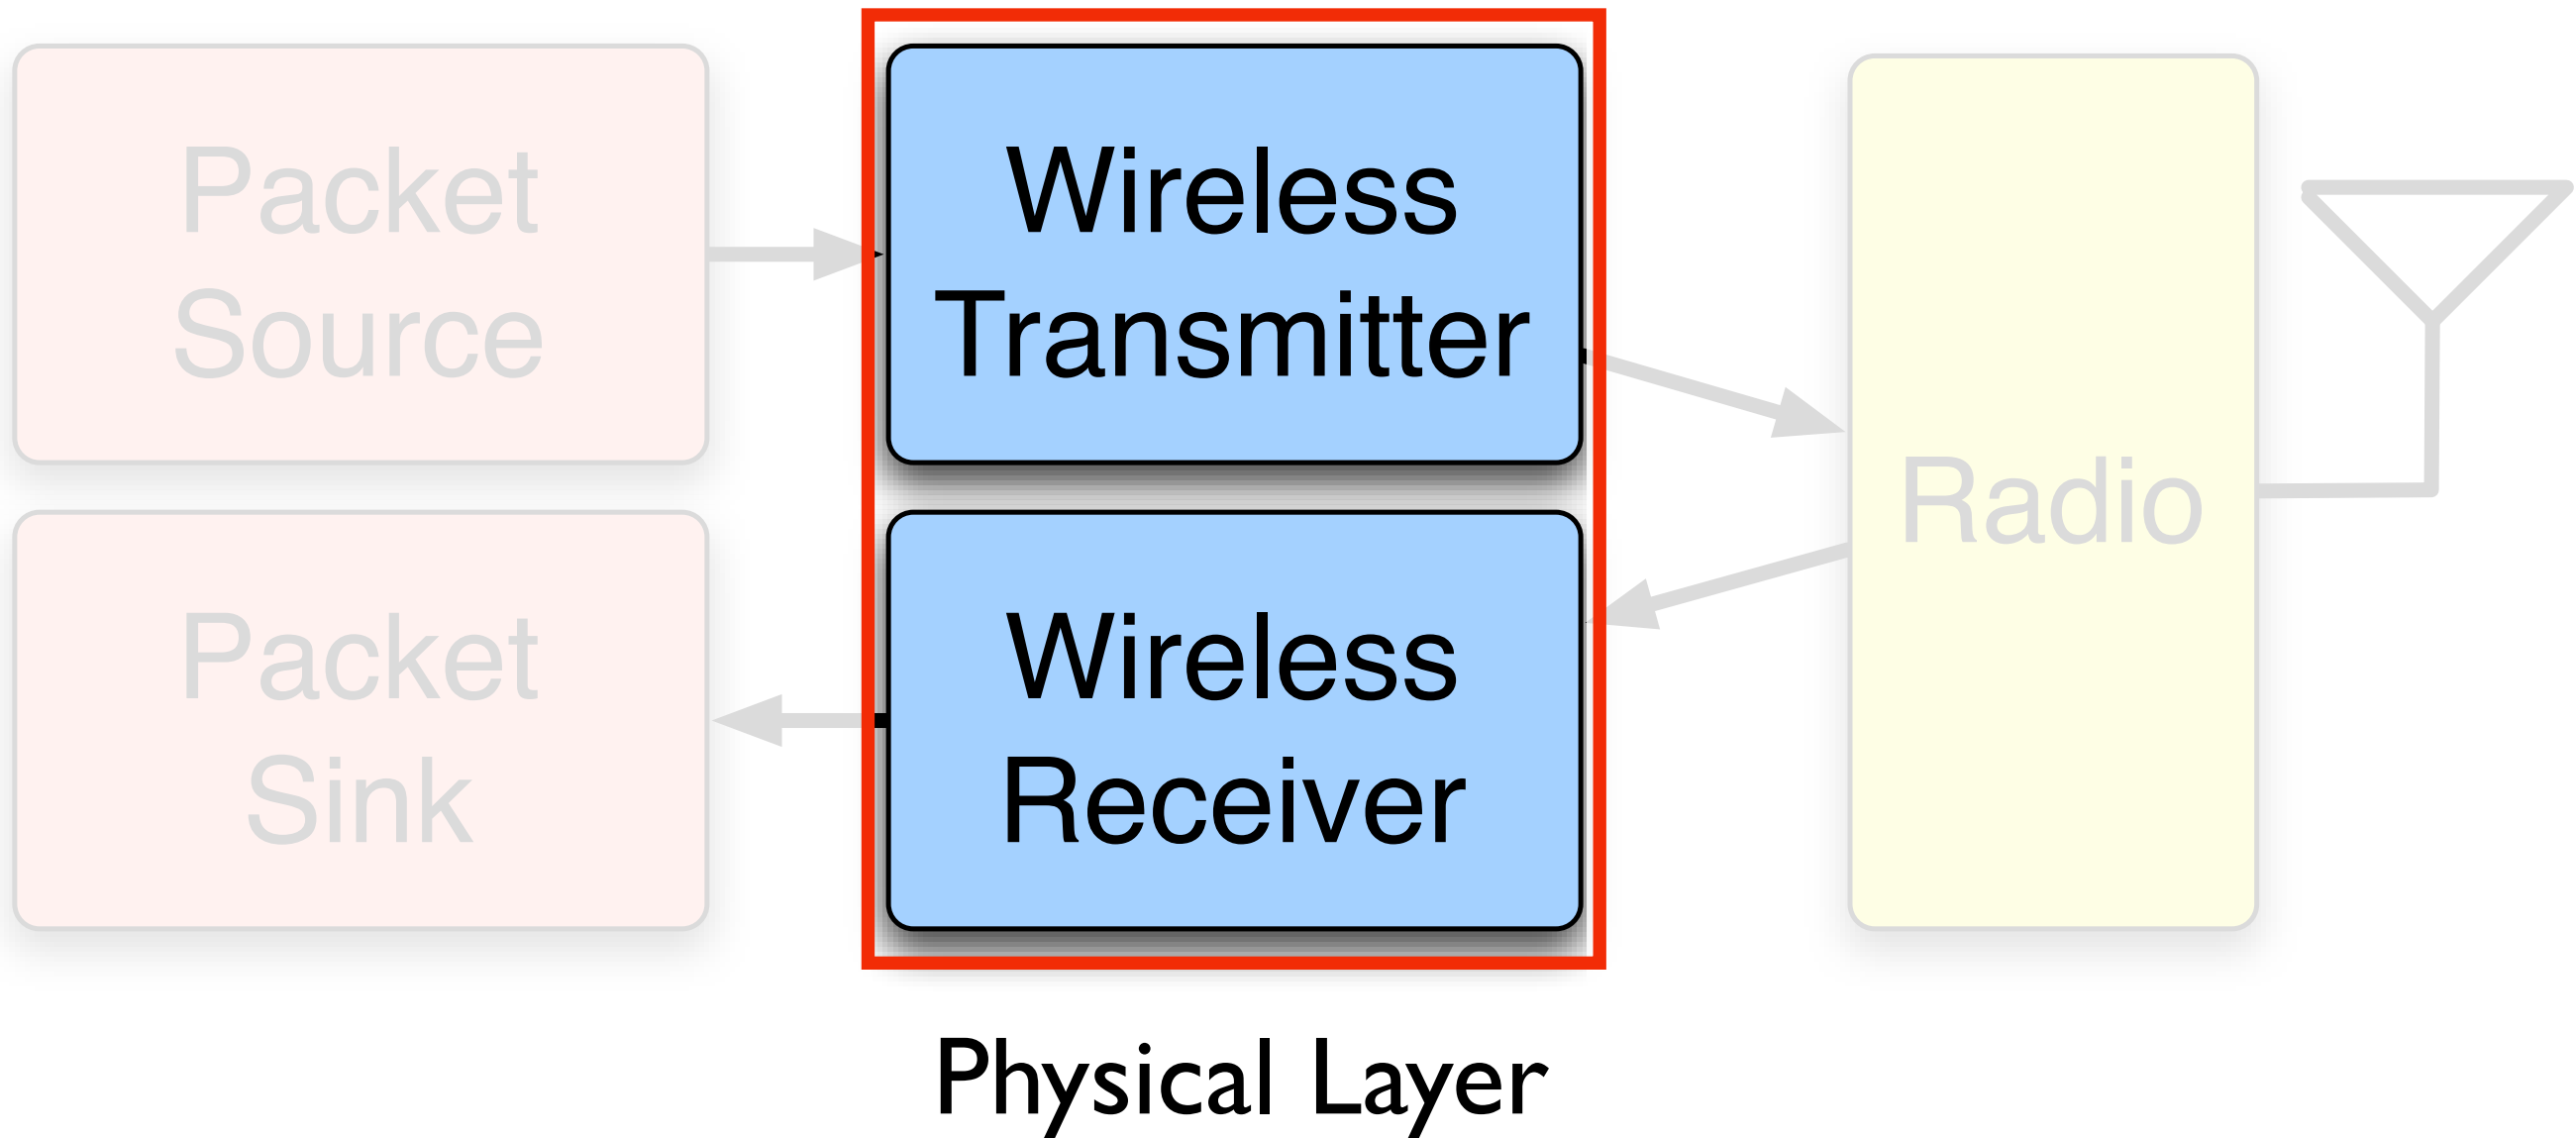 Packet
Source
Wireless
Transmitter
Radio
Packet
Sink
Wireless
Receiver
Physical Layer